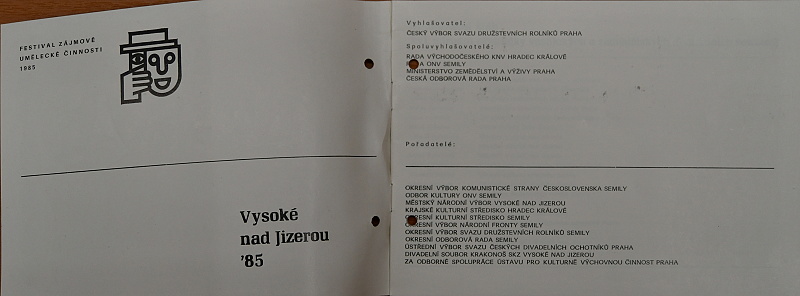 FESTIVAL ZÁJMOVÉ
UMĚLECKÉ ČINNOSTI
1985
Vysoké
nad Jizerou
'85
Vyhlašovatel:
ČESKÝ VÝBOR SVAZU DRUŽSTEVNÍCH ROLNÍKŮ PRAHA
Spoluvyhlašovatelé:
RADA VÝCHODOČESKÉHO KNV HRADEC KRÁLOVÉ
ONV SEMILY
MINISTERSTVO ZEMĚDĚLSTVÍ A VÝŽIVY PRAHA
ČESKÁ ODBOROVÁ RADA PRAHA
Pořadatelé:
OKRESNÍ VÝBOR KOMUNISTICKÉ STRANY ČESKOSLOVENSKA SEMILY
ODBOR KULTURY ONV SEMILY
MĚSTSKÝ NÁRODNÍ VÝBOR VYSOKÉ NAD JIZEROU
KRAJSKÉ KULTURNÍ STŘEDISKO HRADEC KRÁLOVÉ
OKRESNÍ KULTURNÍ STŘEDISKO SEMILY
OKRESNÍ VÝBOR NÁRODNÍ FRONTY SEMILY
OKRESNÍ VÝBOR SVAZU DRUŽSTEVNÍCH ROLNÍKŮ SEMILY
OKRESNÍ ODBOROVÁ RADA SEMILY
ÚSTŘEDNÍ VÝBOR SVAZU ČESKÝCH DIVADELNÍCH OCHOTNÍKŮ PRAHA
DIVADELNÍ SOUBOR KRAKONOŠ SKZ VYSOKÉ NAD JIZEROU
ZA ODBORNÉ SPOLUPRÁCE ÚSTAVU PRO KULTURNĚ VÝCHOVNOU ČINNOST PRAHA